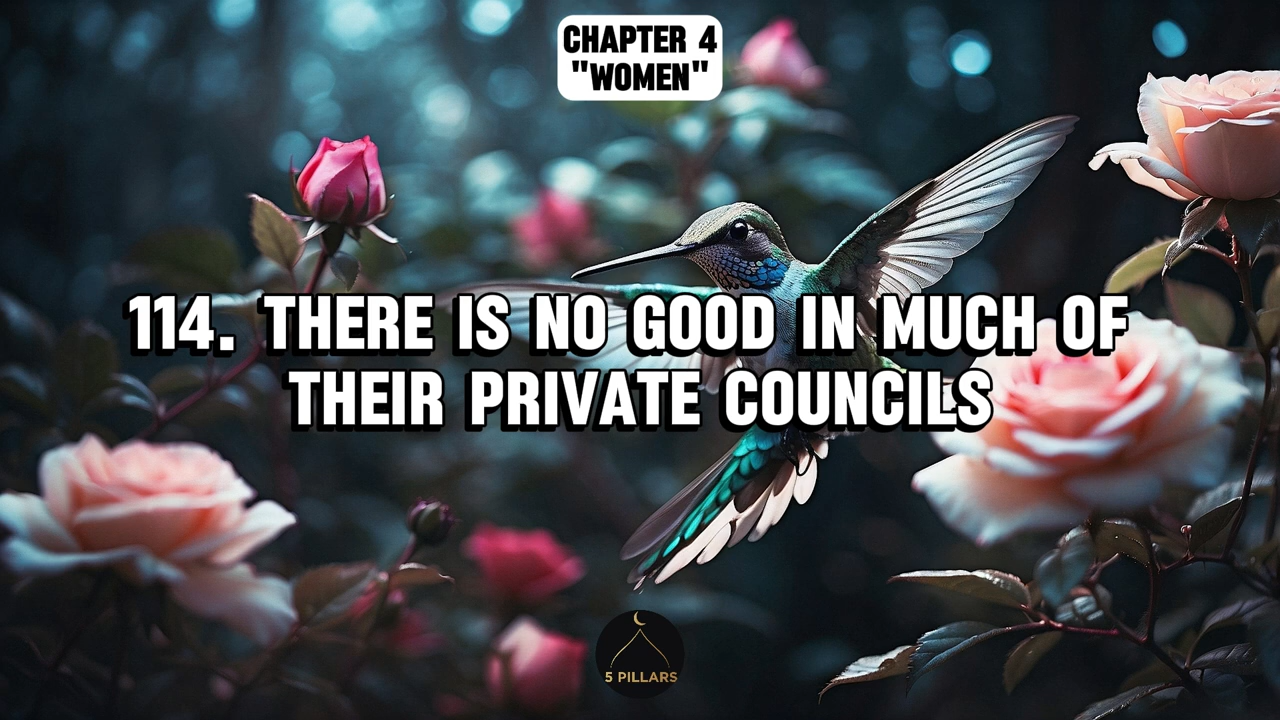 CHAPTER 4
"WOMEN"
114. THERE IS NO GOOD IN MUCH OF
THEIR PRIVATE COUNCILS
5 PILLARS